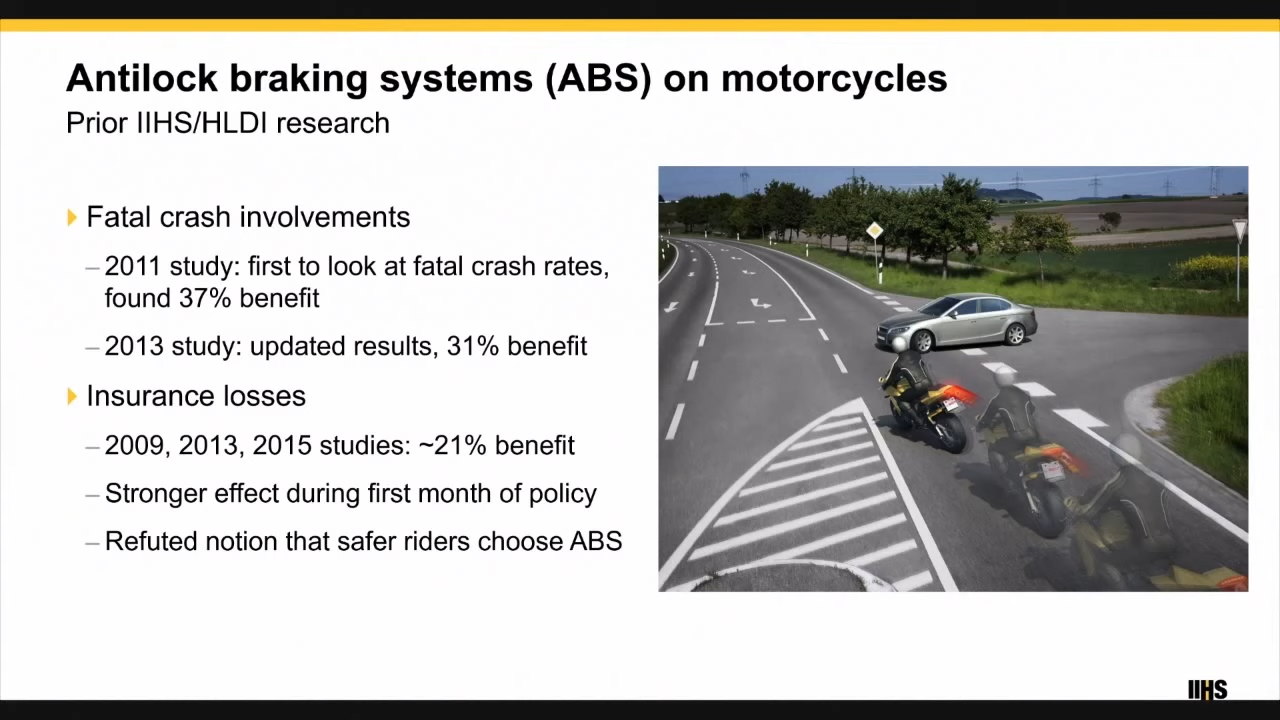 Antilock braking systems (ABS) on motorcycles
Prior IIHS/HLDI research
Fatal crash involvements
– 2011 study: first to look at fatal crash rates,
found 37% benefit
– 2013 study: updated results, 31% benefit
Insurance losses
– 2009, 2013, 2015 studies: ~21% benefit
– Stronger effect during first month of policy
– Refuted notion that safer riders choose ABS
IIHS